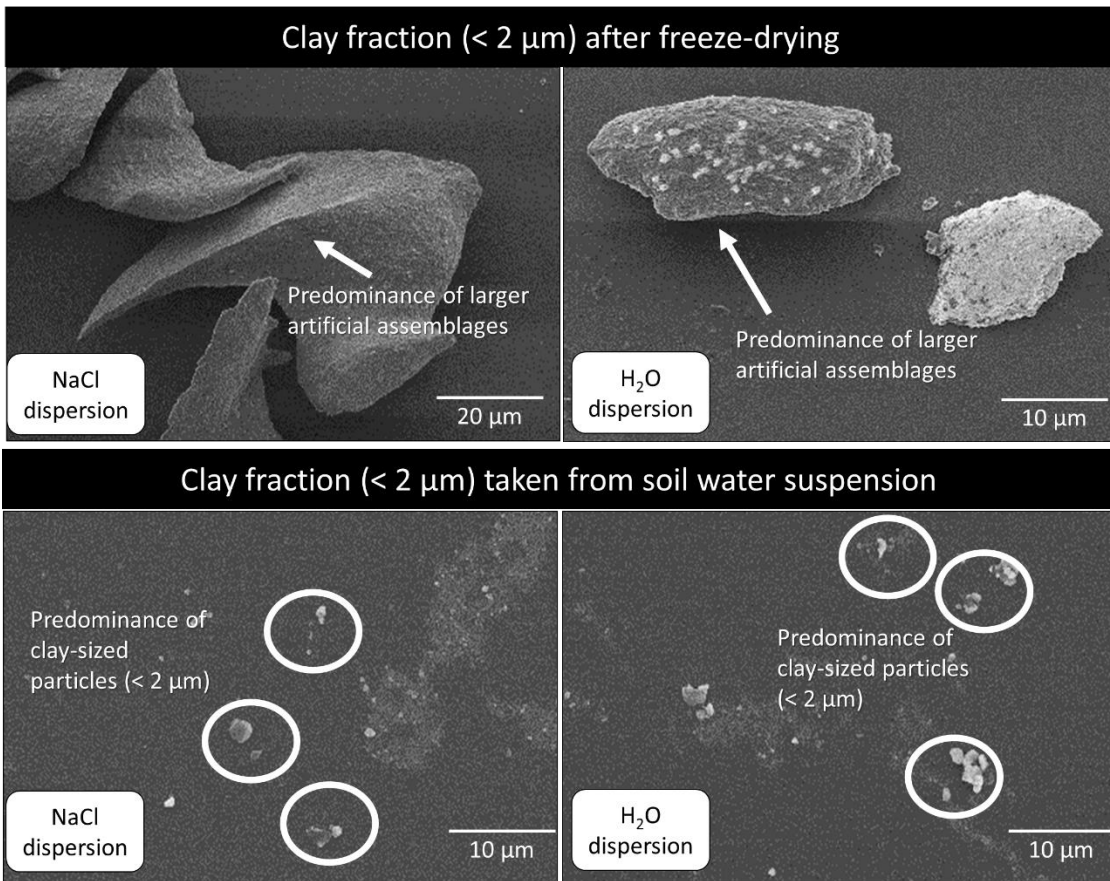 Clay fraction (< 2 μm) after freeze-drying
Predominance of larger
artificial assemblages
NaCl
dispersion
20 μm
Predominance of larger
artificial assemblages
H₂O
dispersion
10 μm
Clay fraction (< 2 μm) taken from soil water suspension
Predominance of
clay-sized
particles (< 2 μm)
NaCl
dispersion
10 μm
Predominance of
clay-sized particles
(< 2 μm)
H₂O
dispersion
10 μm